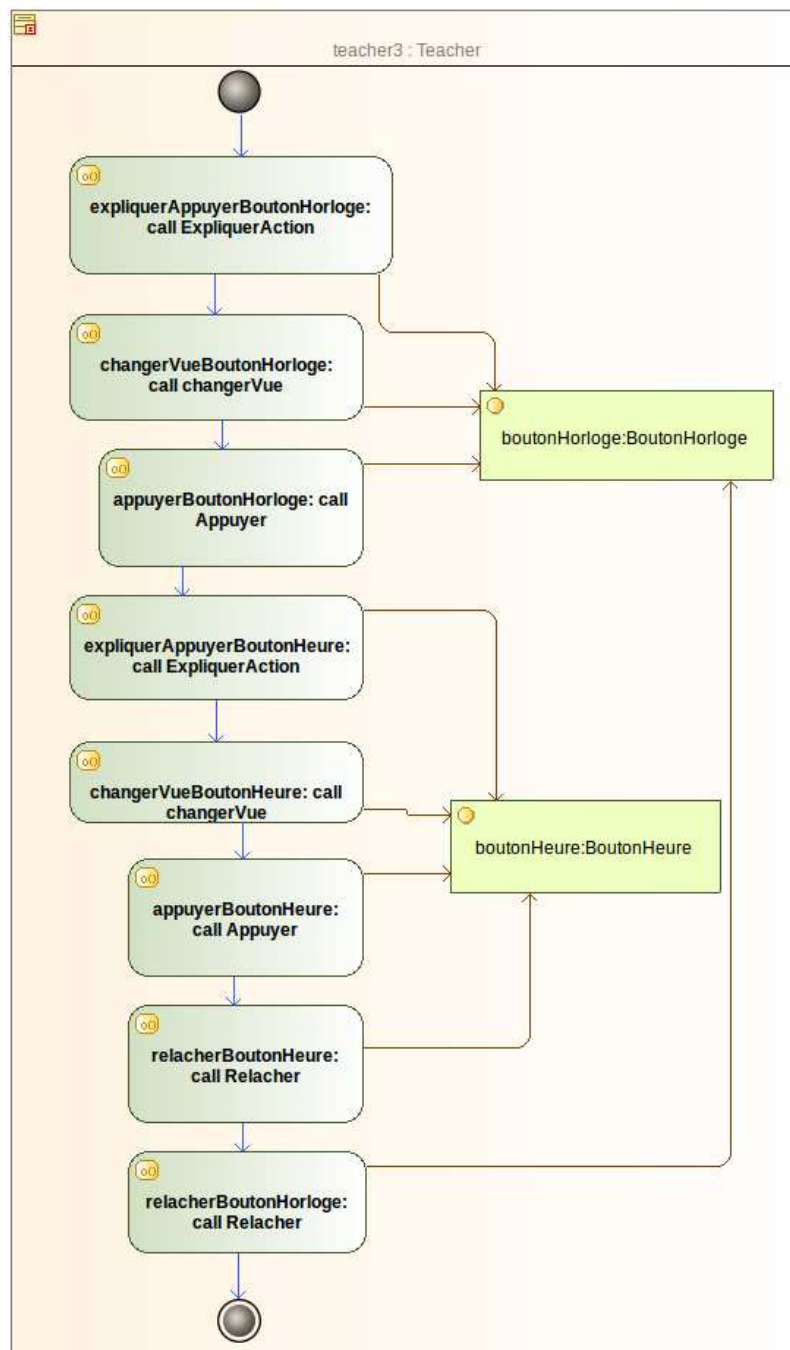 teacher3 : Teacher
expliquerAppuyerBoutonHorloge:
call ExpliquerAction
changerVueBoutonHorloge:
call changerVue
boutonHorloge:BoutonHorloge
appuyerBoutonHorloge: call
Appuyer
expliquerAppuyerBoutonHeure:
call ExpliquerAction
changerVueBoutonHeure: call
changerVue
boutonHeure:BoutonHeure
appuyerBoutonHeure:
call Appuyer
relacherBoutonHeure:
call Relacher
relacherBoutonHorloge:
call Relacher